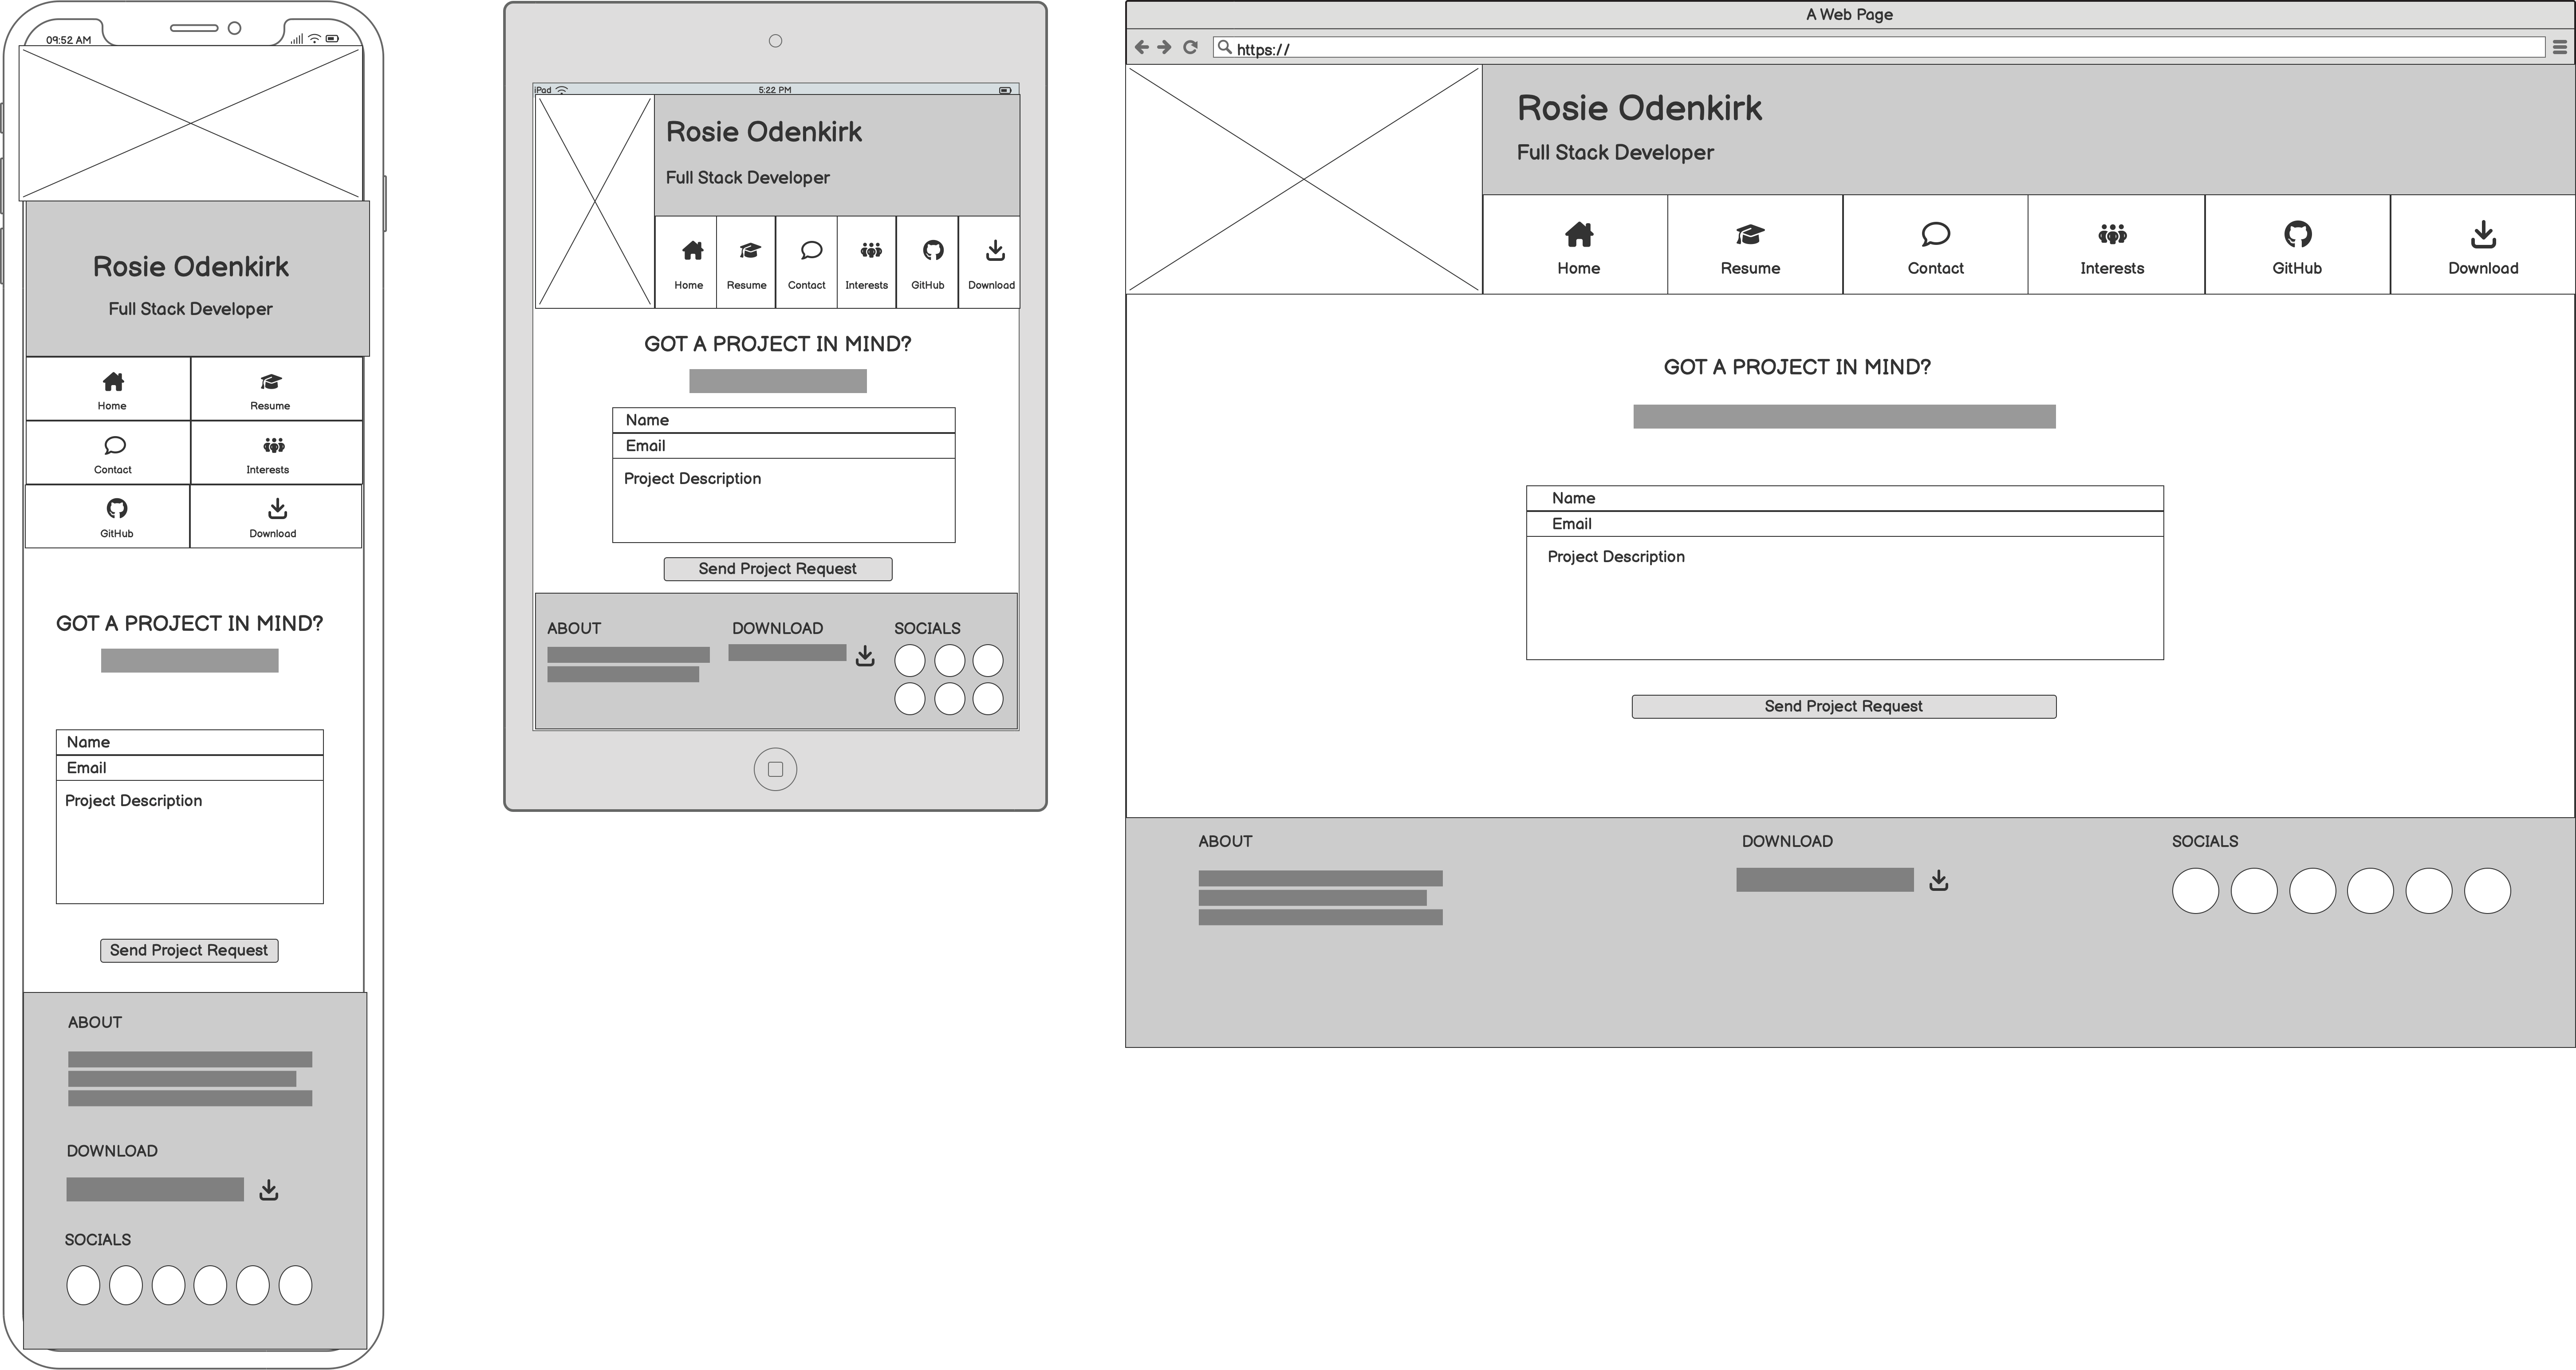 09:52 AM
Rosie Odenkirk
Full Stack Developer
Home
Resume
Contact
Interests
GitHub
Download
GOT A PROJECT IN MIND?
Name
Email
Project Description
Send Project Request
ABOUT
DOWNLOAD
SOCIALS
iPad
5:22 PM
Rosie Odenkirk
Full Stack Developer
Home
Resume
Contact
Interests
GitHub
Download
GOT A PROJECT IN MIND?
Name
Email
Project Description
Send Project Request
ABOUT
DOWNLOAD
SOCIALS
A Web Page
https://
Rosie Odenkirk
Full Stack Developer
Home
Resume
Contact
Interests
GitHub
Download
GOT A PROJECT IN MIND?
Name
Email
Project Description
Send Project Request
ABOUT
DOWNLOAD
SOCIALS